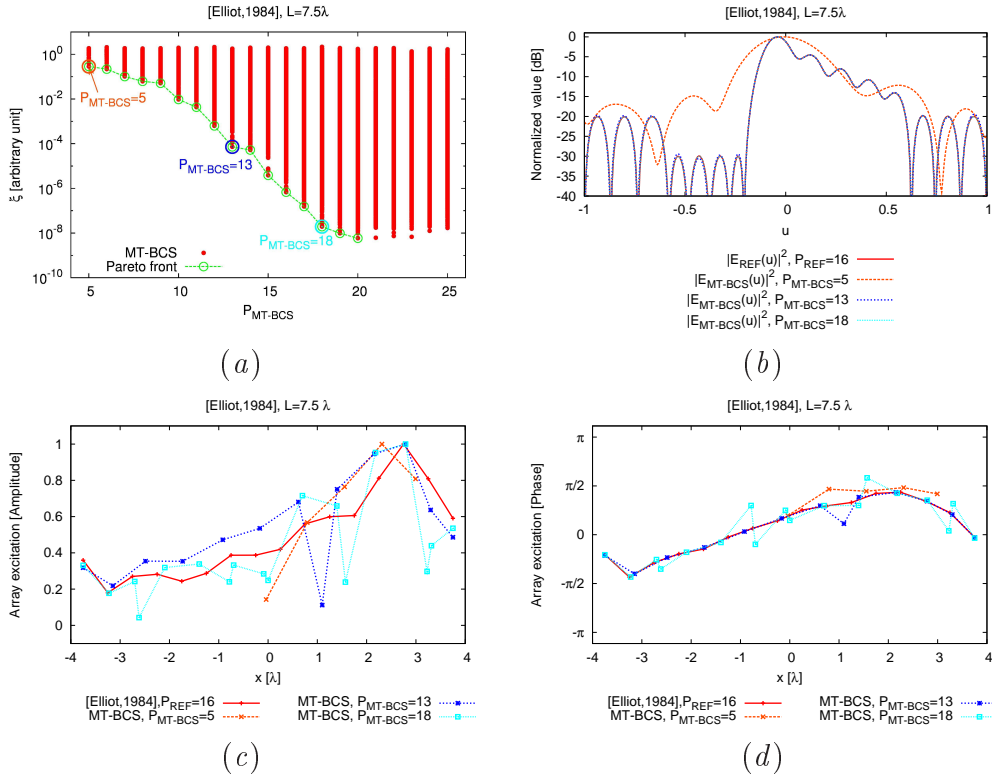 [Elliot,1984], L=7.5λ
ξ [arbitrary unit]
10^0
10^-2
10^-4
10^-6
10^-8
10^-10
P_MT-BCS=5
P_MT-BCS=13
P_MT-BCS=18
MT-BCS
Pareto front
5 10 15 20 25
P_MT-BCS
(a)
[Elliot,1984], L=7.5λ
Normalized value [dB]
0
-5
-10
-15
-20
-25
-30
-35
-40
-1 -0.5 0 0.5 1
u
|E_REF(u)|^2, P_REF=16
|E_MT-BCS(u)|^2, P_MT-BCS=5
|E_MT-BCS(u)|^2, P_MT-BCS=13
|E_MT-BCS(u)|^2, P_MT-BCS=18
(b)
[Elliot,1984], L=7.5 λ
Array excitation [Amplitude]
1
0.8
0.6
0.4
0.2
0
-4 -3 -2 -1 0 1 2 3 4
x [λ]
[Elliot,1984],P_REF=16
MT-BCS, P_MT-BCS=5
MT-BCS, P_MT-BCS=13
MT-BCS, P_MT-BCS=18
(c)
[Elliot,1984], L=7.5 λ
Array excitation [Phase]
π
π/2
0
-π/2
-π
-4 -3 -2 -1 0 1 2 3 4
x [λ]
[Elliot,1984],P_REF=16
MT-BCS, P_MT-BCS=5
MT-BCS, P_MT-BCS=13
MT-BCS, P_MT-BCS=18
(d)